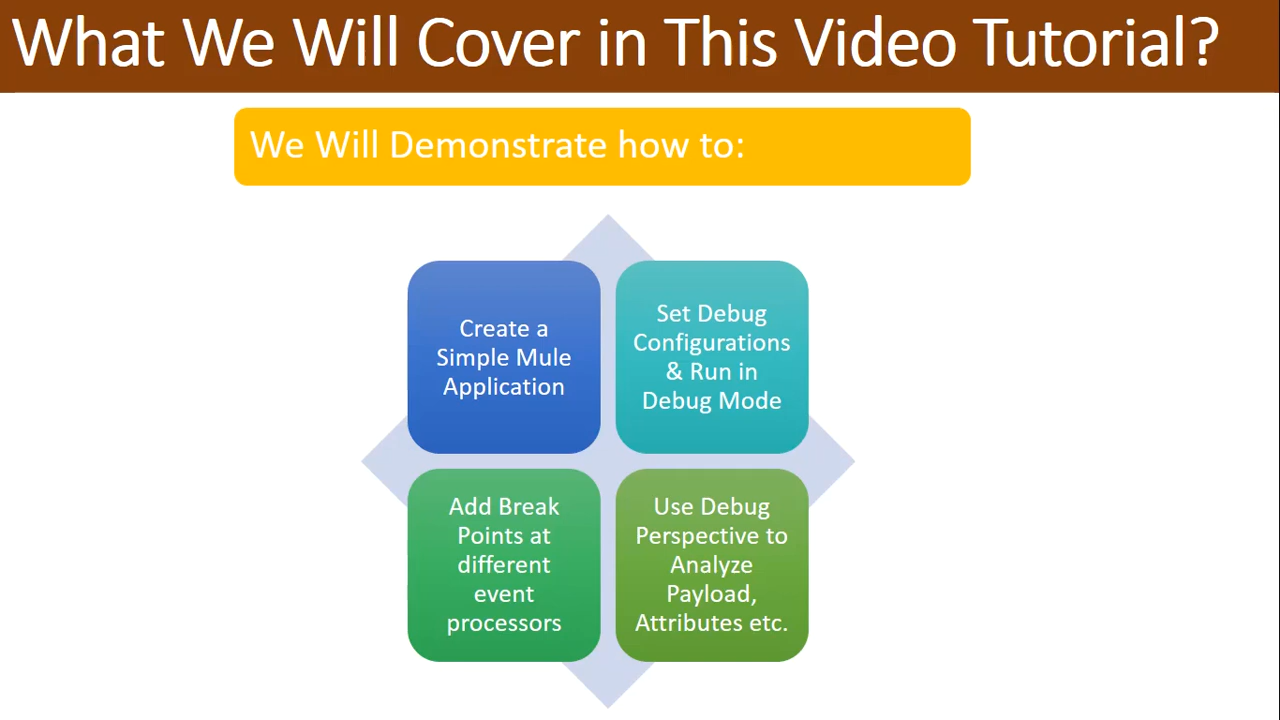 What We Will Cover in This Video Tutorial?
We Will Demonstrate how to:
Create a
Simple Mule
Application
Set Debug
Configurations
& Run in
Debug Mode
Add Break
Points at
different
event
processors
Use Debug
Perspective to
Analyze
Payload,
Attributes etc.